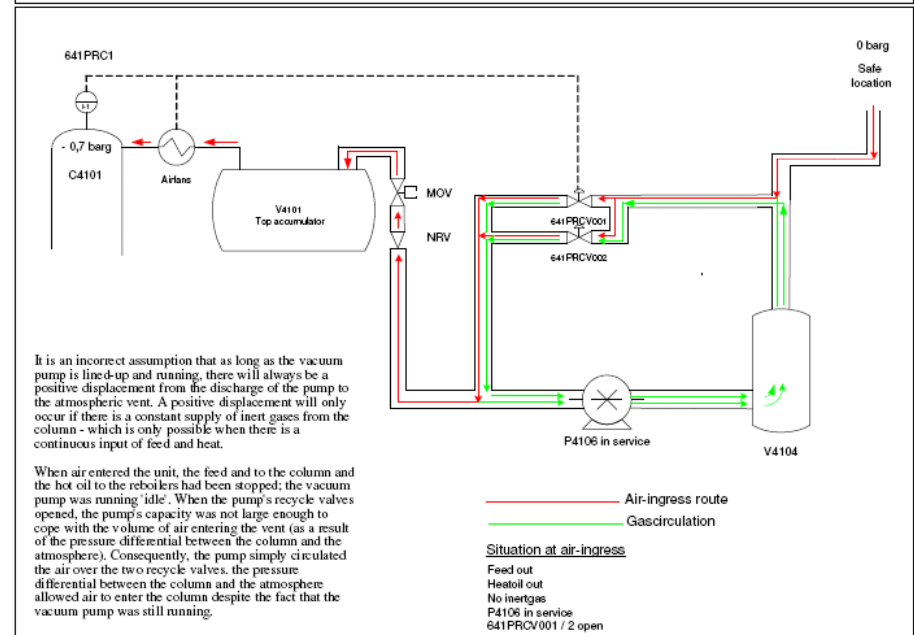 641PRC1
0 barg
Safe
location
- 0,7 barg
C4101
Airfans
V4101
Top accumulator
MOV
NRV
641PRCV001
641PRCV002
P4106 in service
V4104
It is an incorrect assumption that as long as the vacuum
pump is lined-up and running, there will always be a
positive displacement from the discharge of the pump to
the atmospheric vent. A positive displacement will only
occur if there is a constant supply of inert gases from the
column - which is only possible when there is a
continuous input of feed and heat.
When air entered the unit, the feed and to the column and
the hot oil to the reboilers had been stopped; the vacuum
pump was running 'idle'. When the pump's recycle valves
opened, the pump's capacity was not large enough to
cope with the volume of air entering the vent (as a result
of the pressure differential between the column and the
atmosphere). Consequently, the pump simply circulated
the air over the two recycle valves. the pressure
differential between the column and the atmosphere
allowed air to enter the column despite the fact that the
vacuum pump was still running.
Air-ingress route
Gascirculation
Situation at air-ingress
Feed out
Heatoil out
No inertgas
P4106 in service
641PRCV001 / 2 open